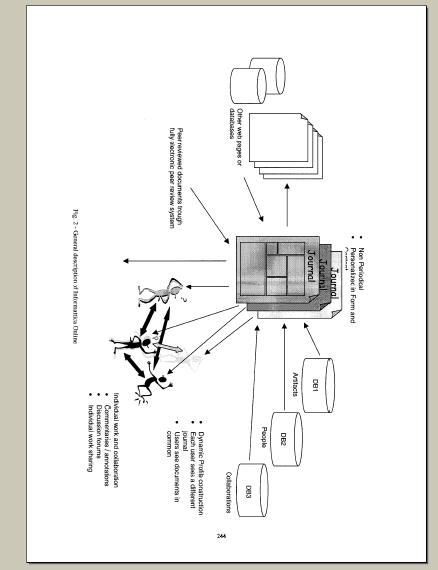 Non Periodical
Personalized in Form and
Journal
Journal
Journal
DB1
Artifacts
DB2
People
DB3
Collaborations
Other web pages or
databases
Peer reviewed documents trough
fully electronic peer review system
Dynamic Profile construction
Each user sees a different
journal
Users see documents in
common
Individual work and collaboration
Commentaries / annotations
Discussion forums
Individual work sharing
Fig. 2 - General description of Informatica Online
244